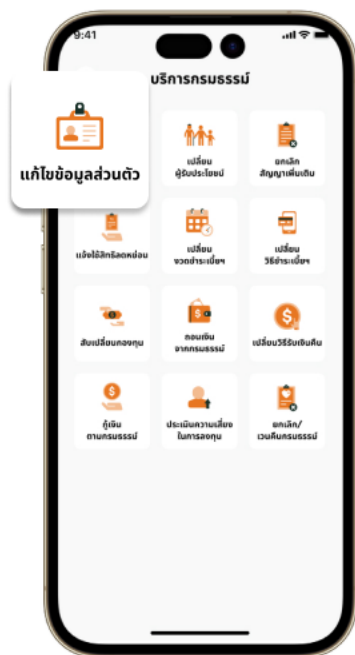 9:41
บริการกรมธรรม์
แก้ไขข้อมูลส่วนตัว
เปลี่ยน
ผู้รับประโยชน์
ยกเลิก
สัญญาเพิ่มเติม
แจ้งใช้สิทธิลดหย่อน
เปลี่ยน
งวดชำระเบี้ยฯ
เปลี่ยน
วิธีชำระเบี้ยฯ
สับเปลี่ยนกองทุน
ถอนเงิน
จากกรมธรรม์
เปลี่ยนวิธีรับเงินคืน
กู้เงิน
ตามกรมธรรม์
ประเมินความเสี่ยง
ในการลงทุน
ยกเลิก/
เวนคืนกรมธรรม์